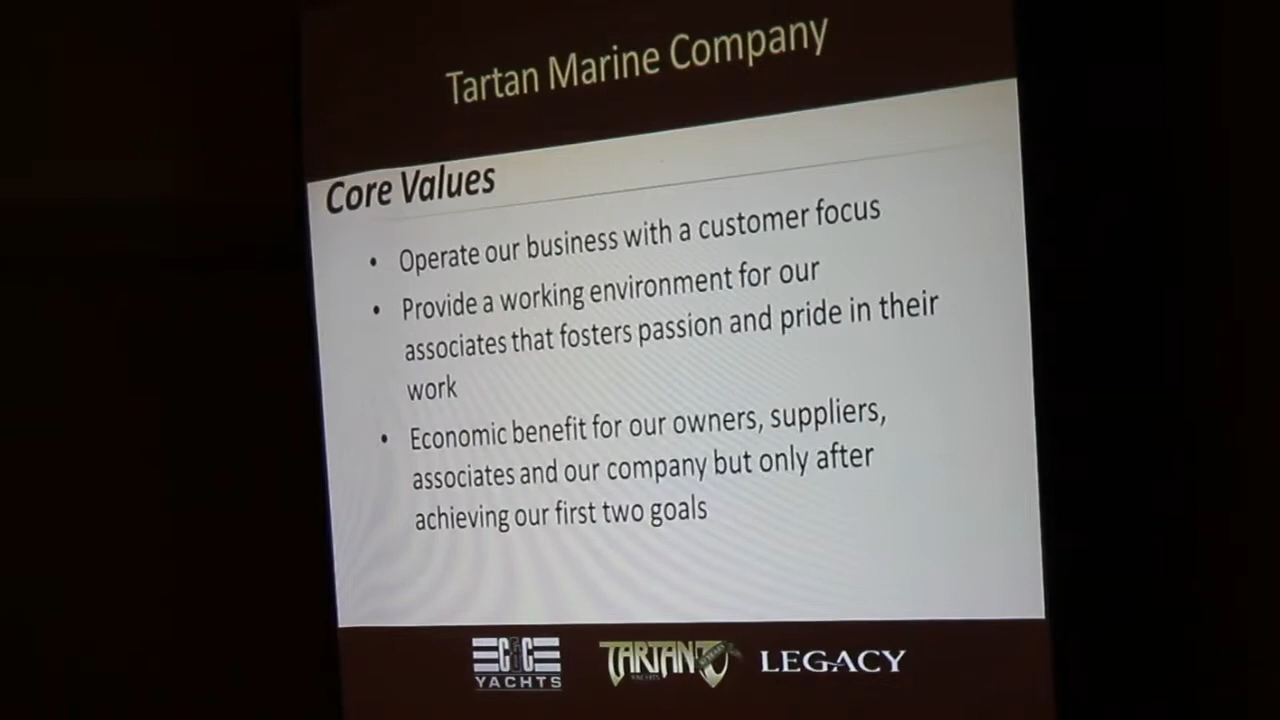 Tartan Marine Company
Core Values
• Operate our business with a customer focus
• Provide a working environment for our
associates that fosters passion and pride in their
work
• Economic benefit for our owners, suppliers,
associates and our company but only after
achieving our first two goals
C&C
YACHTS
TARTAN
LEGACY